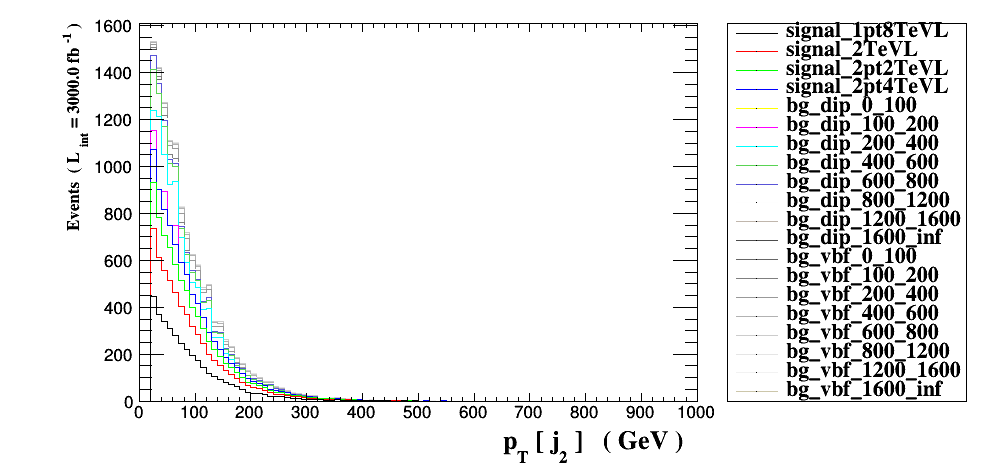 Events ( L int = 3000.0 fb -1 )
1600
1400
1200
1000
800
600
400
200
0
0 100 200 300 400 500 600 700 800 900 1000
p T [ j 2 ] ( GeV )
signal_1pt8TeVL
signal_2TeVL
signal_2pt2TeVL
signal_2pt4TeVL
bg_dip_0_100
bg_dip_100_200
bg_dip_200_400
bg_dip_400_600
bg_dip_600_800
bg_dip_800_1200
bg_dip_1200_1600
bg_dip_1600_inf
bg_vbf_0_100
bg_vbf_100_200
bg_vbf_200_400
bg_vbf_400_600
bg_vbf_600_800
bg_vbf_800_1200
bg_vbf_1200_1600
bg_vbf_1600_inf